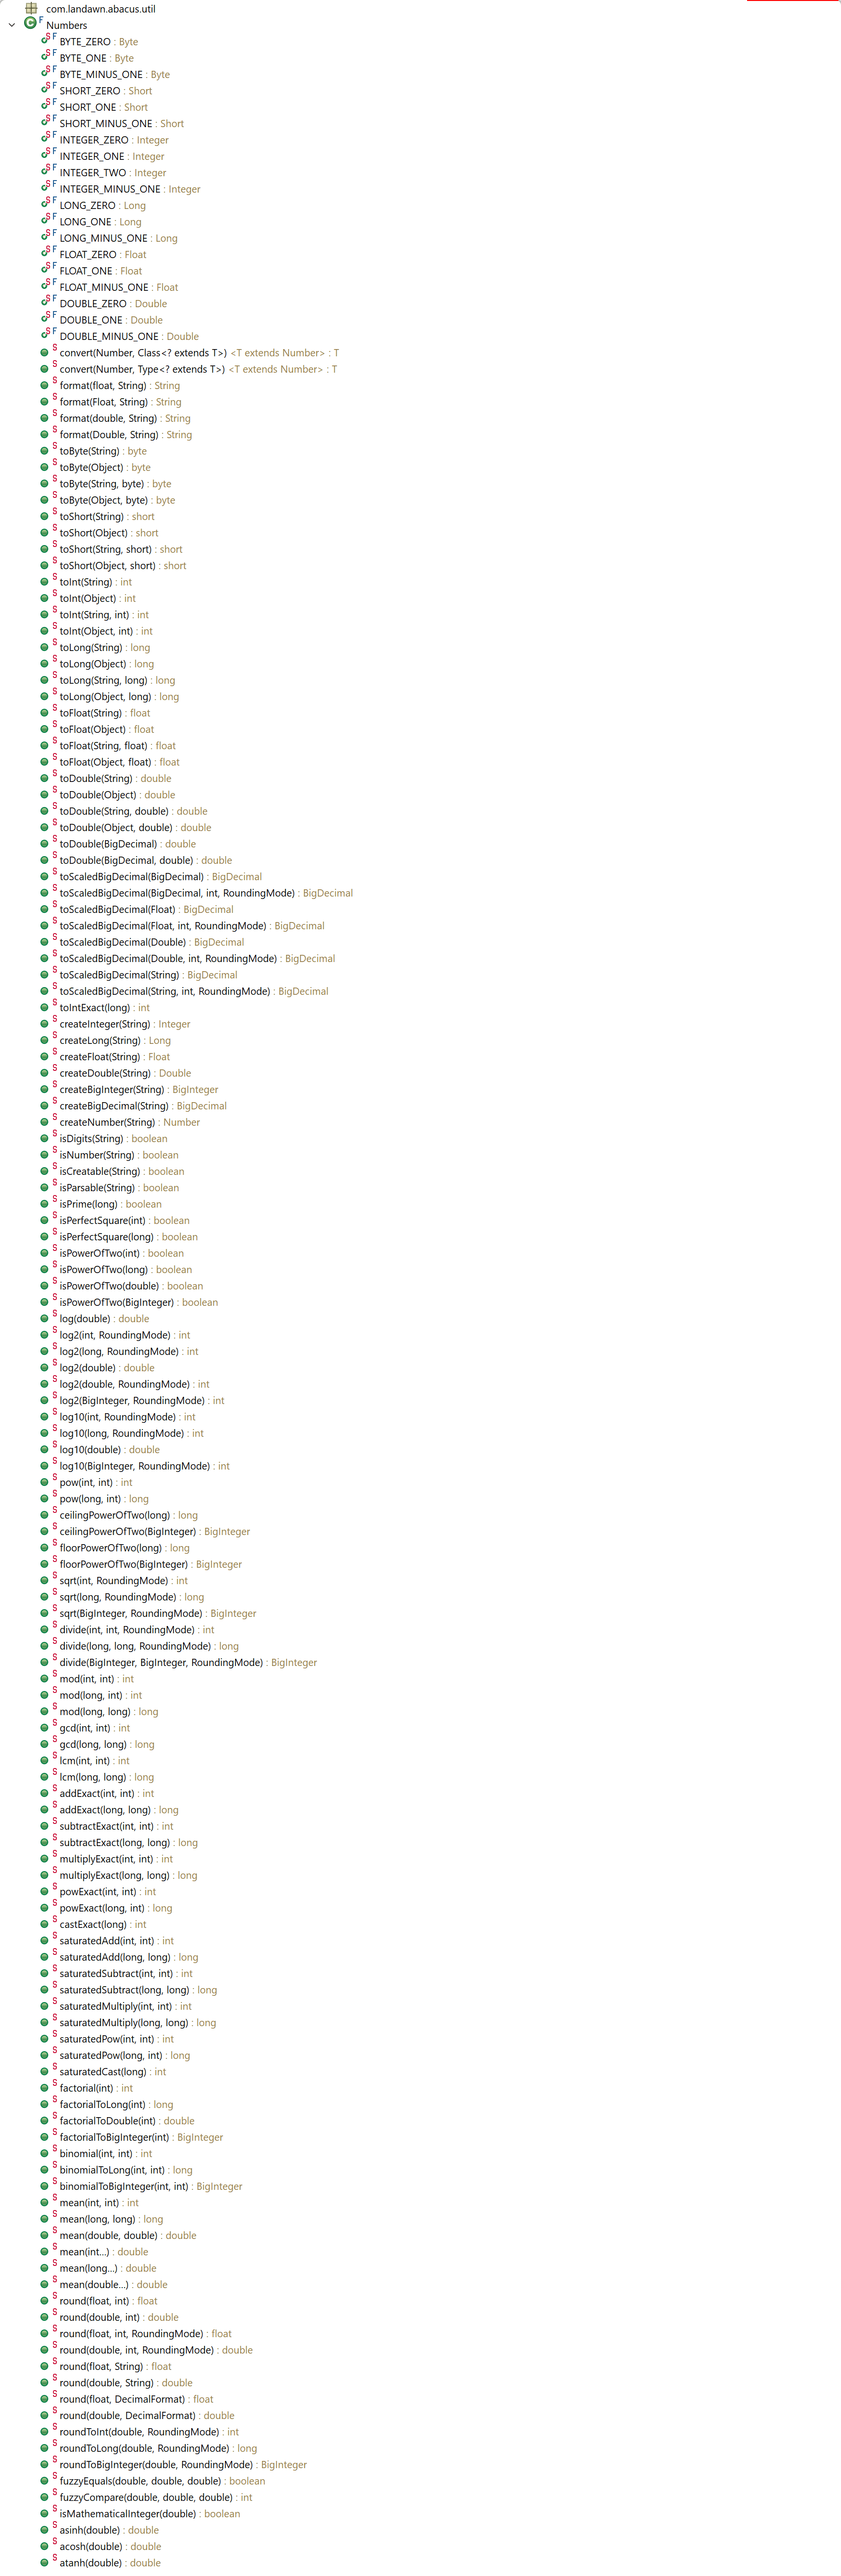 com.landawn.abacus.util
Numbers
BYTE_ZERO : Byte
BYTE_ONE : Byte
BYTE_MINUS_ONE : Byte
SHORT_ZERO : Short
SHORT_ONE : Short
SHORT_MINUS_ONE : Short
INTEGER_ZERO : Integer
INTEGER_ONE : Integer
INTEGER_TWO : Integer
INTEGER_MINUS_ONE : Integer
LONG_ZERO : Long
LONG_ONE : Long
LONG_MINUS_ONE : Long
FLOAT_ZERO : Float
FLOAT_ONE : Float
FLOAT_MINUS_ONE : Float
DOUBLE_ZERO : Double
DOUBLE_ONE : Double
DOUBLE_MINUS_ONE : Double
convert(Number, Class<? extends T>) <T extends Number> : T
convert(Number, Type<? extends T>) <T extends Number> : T
format(float, String) : String
format(Float, String) : String
format(double, String) : String
format(Double, String) : String
toByte(String) : byte
toByte(Object) : byte
toByte(String, byte) : byte
toByte(Object, byte) : byte
toShort(String) : short
toShort(Object) : short
toShort(String, short) : short
toShort(Object, short) : short
toInt(String) : int
toInt(Object) : int
toInt(String, int) : int
toInt(Object, int) : int
toLong(String) : long
toLong(Object) : long
toLong(String, long) : long
toLong(Object, long) : long
toFloat(String) : float
toFloat(Object) : float
toFloat(String, float) : float
toFloat(Object, float) : float
toDouble(String) : double
toDouble(Object) : double
toDouble(String, double) : double
toDouble(Object, double) : double
toDouble(BigDecimal) : double
toDouble(BigDecimal, double) : double
toScaledBigDecimal(BigDecimal) : BigDecimal
toScaledBigDecimal(BigDecimal, int, RoundingMode) : BigDecimal
toScaledBigDecimal(Float) : BigDecimal
toScaledBigDecimal(Float, int, RoundingMode) : BigDecimal
toScaledBigDecimal(Double) : BigDecimal
toScaledBigDecimal(Double, int, RoundingMode) : BigDecimal
toScaledBigDecimal(String) : BigDecimal
toScaledBigDecimal(String, int, RoundingMode) : BigDecimal
toIntExact(long) : int
createInteger(String) : Integer
createLong(String) : Long
createFloat(String) : Float
createDouble(String) : Double
createBigInteger(String) : BigInteger
createBigDecimal(String) : BigDecimal
createNumber(String) : Number
isDigits(String) : boolean
isNumber(String) : boolean
isCreatable(String) : boolean
isParsable(String) : boolean
isPrime(long) : boolean
isPerfectSquare(int) : boolean
isPerfectSquare(long) : boolean
isPowerOfTwo(int) : boolean
isPowerOfTwo(long) : boolean
isPowerOfTwo(double) : boolean
isPowerOfTwo(BigInteger) : boolean
log(double) : double
log2(int, RoundingMode) : int
log2(long, RoundingMode) : int
log2(double) : double
log2(double, RoundingMode) : int
log2(BigInteger, RoundingMode) : int
log10(int, RoundingMode) : int
log10(long, RoundingMode) : int
log10(double) : double
log10(BigInteger, RoundingMode) : int
pow(int, int) : int
pow(long, int) : long
ceilingPowerOfTwo(long) : long
ceilingPowerOfTwo(BigInteger) : BigInteger
floorPowerOfTwo(long) : long
floorPowerOfTwo(BigInteger) : BigInteger
sqrt(int, RoundingMode) : int
sqrt(long, RoundingMode) : long
sqrt(BigInteger, RoundingMode) : BigInteger
divide(int, int, RoundingMode) : int
divide(long, long, RoundingMode) : long
divide(BigInteger, BigInteger, RoundingMode) : BigInteger
mod(int, int) : int
mod(long, int) : int
mod(long, long) : long
gcd(int, int) : int
gcd(long, long) : long
lcm(int, int) : int
lcm(long, long) : long
addExact(int, int) : int
addExact(long, long) : long
subtractExact(int, int) : int
subtractExact(long, long) : long
multiplyExact(int, int) : int
multiplyExact(long, long) : long
powExact(int, int) : int
powExact(long, int) : long
castExact(long) : int
saturatedAdd(int, int) : int
saturatedAdd(long, long) : long
saturatedSubtract(int, int) : int
saturatedSubtract(long, long) : long
saturatedMultiply(int, int) : int
saturatedMultiply(long, long) : long
saturatedPow(int, int) : int
saturatedPow(long, int) : long
saturatedCast(long) : int
factorial(int) : int
factorialToLong(int) : long
factorialToDouble(int) : double
factorialToBigInteger(int) : BigInteger
binomial(int, int) : int
binomialToLong(int, int) : long
binomialToBigInteger(int, int) : BigInteger
mean(int, int) : int
mean(long, long) : long
mean(double, double) : double
mean(int...) : double
mean(long...) : double
mean(double...) : double
round(float, int) : float
round(double, int) : double
round(float, int, RoundingMode) : float
round(double, int, RoundingMode) : double
round(float, String) : float
round(double, String) : double
round(float, DecimalFormat) : float
round(double, DecimalFormat) : double
roundToInt(double, RoundingMode) : int
roundToLong(double, RoundingMode) : long
roundToBigInteger(double, RoundingMode) : BigInteger
fuzzyEquals(double, double, double) : boolean
fuzzyCompare(double, double, double) : int
isMathematicalInteger(double) : boolean
asinh(double) : double
acosh(double) : double
atanh(double) : double